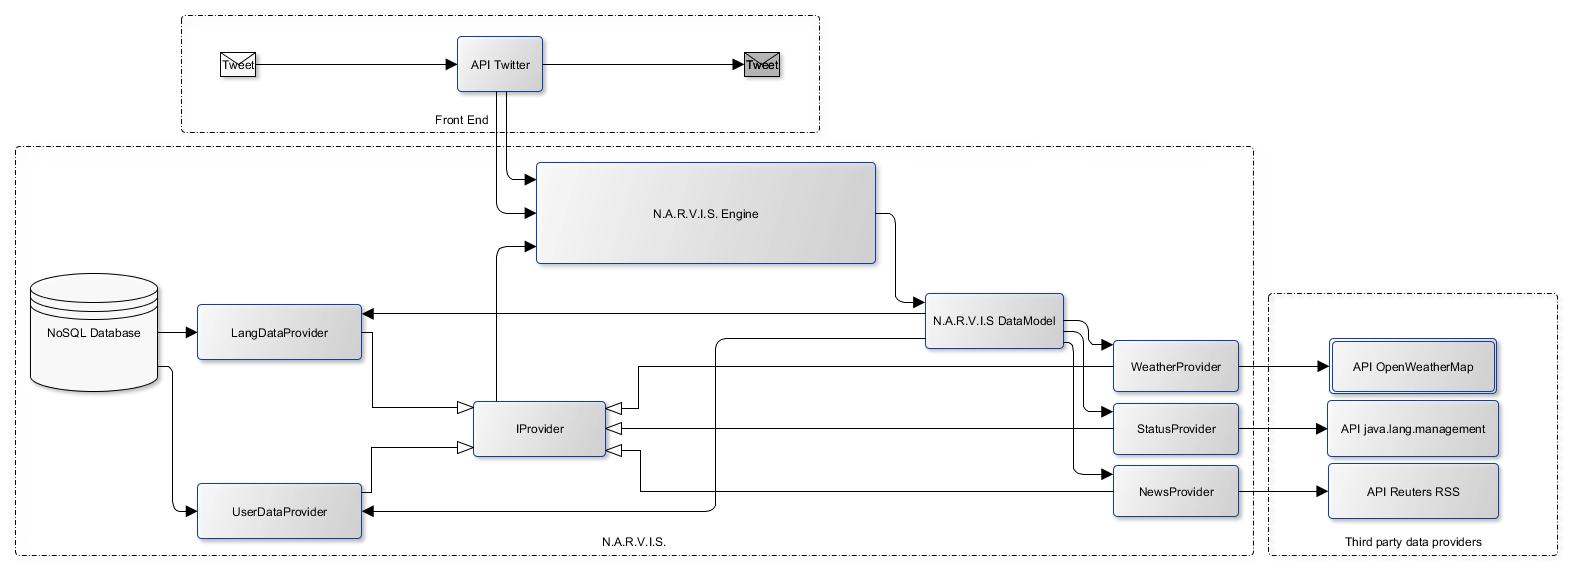 Tweet
API Twitter
Tweet
Front End
N.A.R.V.I.S. Engine
NoSQL Database
LangDataProvider
N.A.R.V.I.S DataModel
WeatherProvider
API OpenWeatherMap
IProvider
StatusProvider
API java.lang.management
UserDataProvider
NewsProvider
API Reuters RSS
N.A.R.V.I.S.
Third party data providers